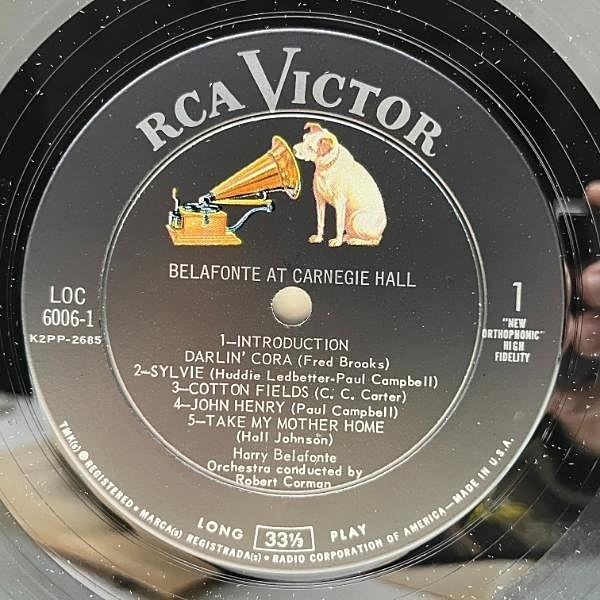 RCA VICTOR
BELAFONTE AT CARNEGIE HALL
LOC
6006-1
K2PP-2685
1
"NEW
ORTHOPHONIC"
HIGH
FIDELITY
1—INTRODUCTION
DARLIN' CORA (Fred Brooks)
2—SYLVIE (Huddie Ledbetter-Paul Campbell)
3—COTTON FIELDS (C. C. Carter)
4—JOHN HENRY (Paul Campbell)
5—TAKE MY MOTHER HOME
(Hall Johnson)
Harry Belafonte
Orchestra conducted by
Robert Corman
LONG 33⅓ PLAY
TMK(s) ® REGISTERED • MARCA(s) REGISTRADA(s) • RADIO CORPORATION OF AMERICA—MADE IN U.S.A.